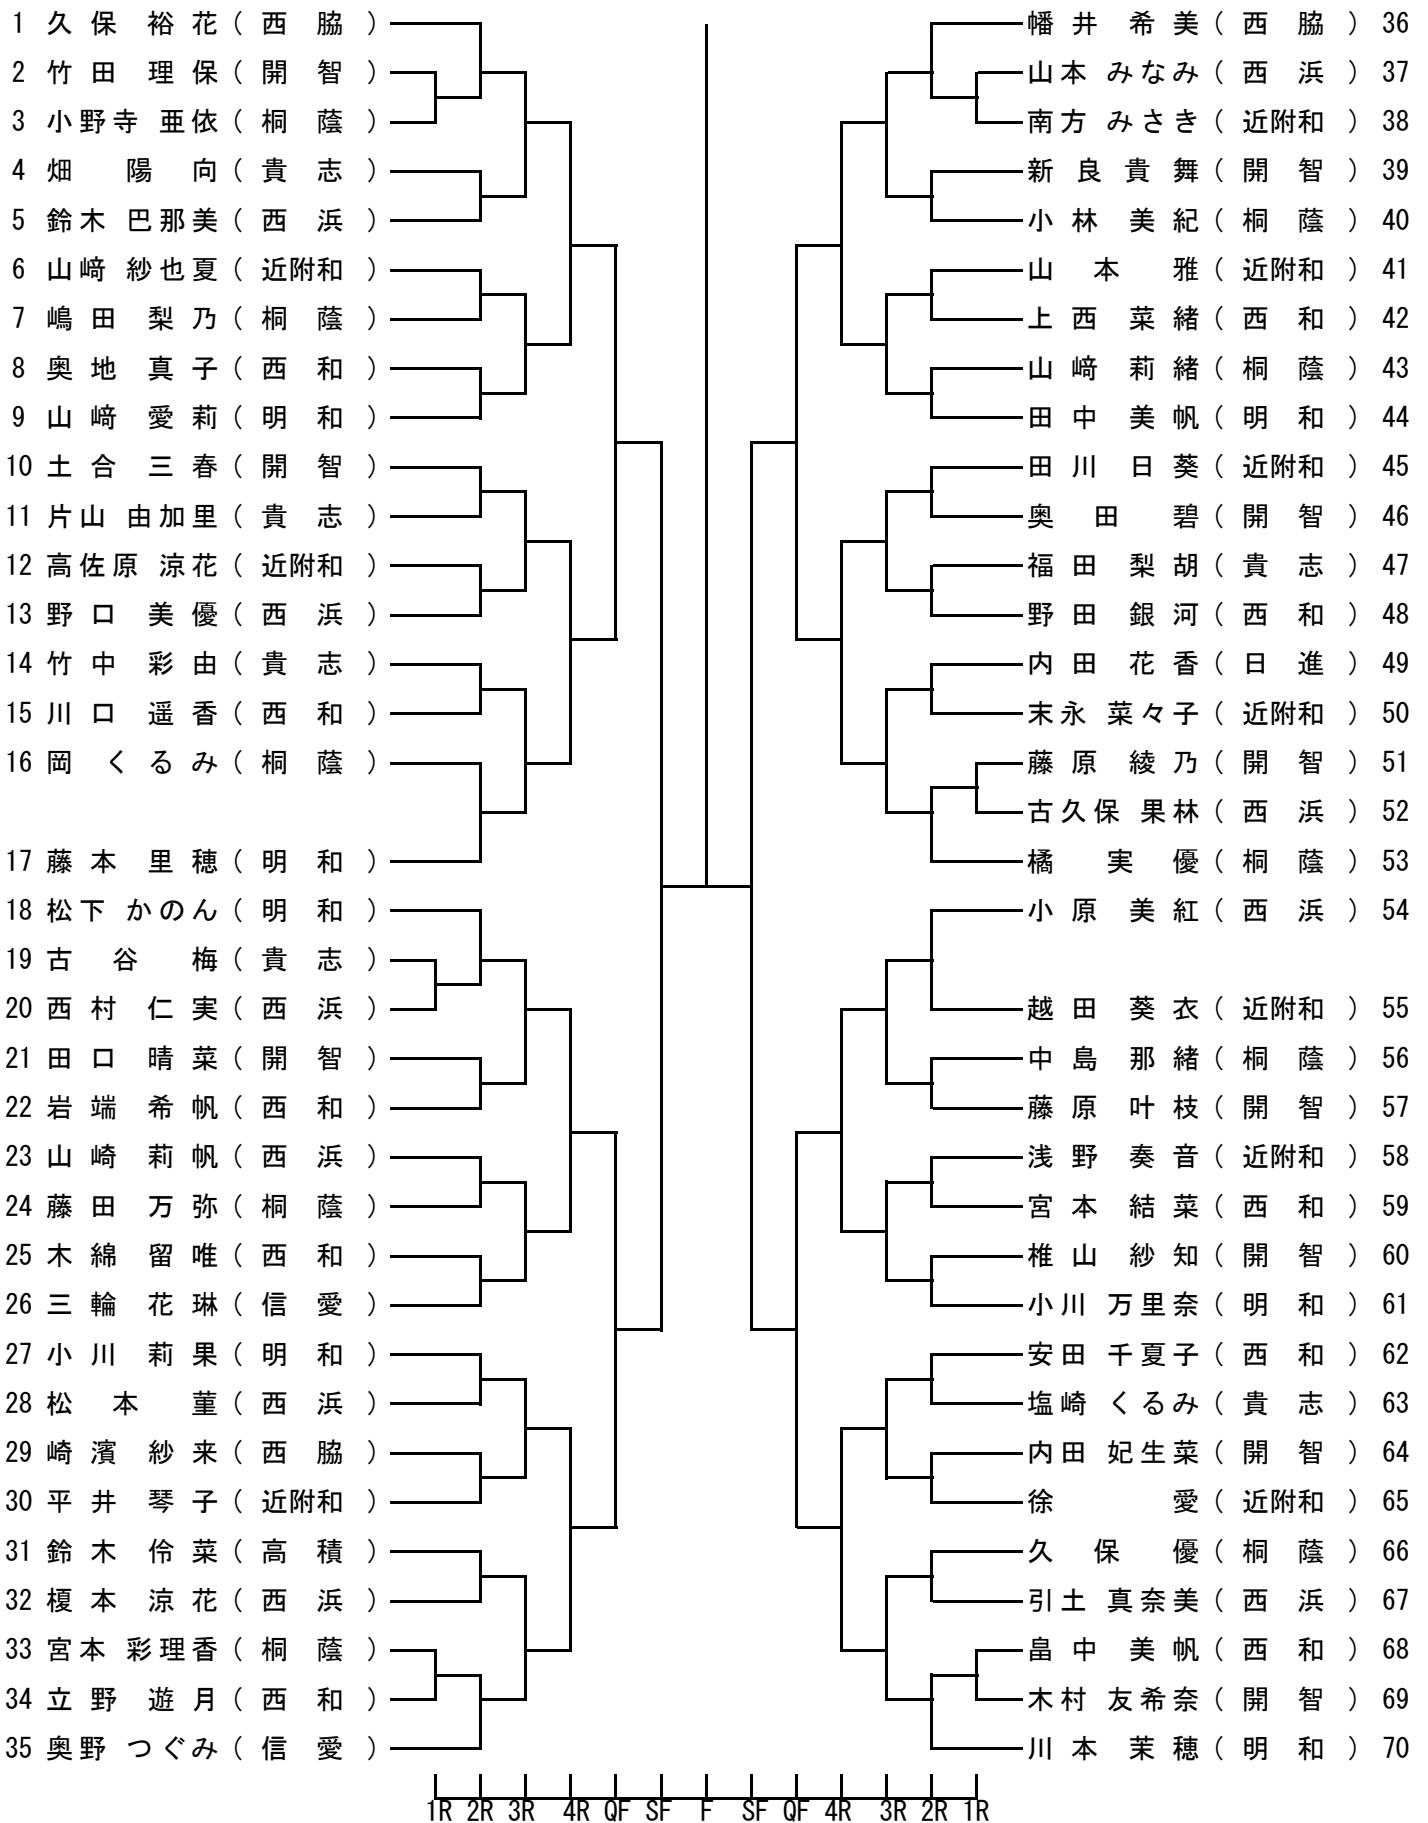 1 久保 裕花 ( 西 脇 )
2 竹田 理保 ( 開 智 )
3 小野寺 亜依 ( 桐 蔭 )
4 畑 陽向 ( 貴 志 )
5 鈴木 巴那美 ( 西 浜 )
6 山﨑 紗也夏 ( 近附和 )
7 嶋田 梨乃 ( 桐 蔭 )
8 奥地 真子 ( 西 和 )
9 山﨑 愛莉 ( 明 和 )
10 土合 三春 ( 開 智 )
11 片山 由加里 ( 貴 志 )
12 高佐原 涼花 ( 近附和 )
13 野口 美優 ( 西 浜 )
14 竹中 彩由 ( 貴 志 )
15 川口 遥香 ( 西 和 )
16 岡 くるみ ( 桐 蔭 )
17 藤本 里穂 ( 明 和 )
18 松下 かのん ( 明 和 )
19 古谷 梅 ( 貴 志 )
20 西村 仁実 ( 西 浜 )
21 田口 晴菜 ( 開 智 )
22 岩端 希帆 ( 西 和 )
23 山崎 莉帆 ( 西 浜 )
24 藤田 万弥 ( 桐 蔭 )
25 木綿 留唯 ( 西 和 )
26 三輪 花琳 ( 信 愛 )
27 小川 莉果 ( 明 和 )
28 松本 菫 ( 西 浜 )
29 崎濱 紗来 ( 西 脇 )
30 平井 琴子 ( 近附和 )
31 鈴木 伶菜 ( 高 積 )
32 榎本 涼花 ( 西 浜 )
33 宮本 彩理香 ( 桐 蔭 )
34 立野 遊月 ( 西 和 )
35 奥野 つぐみ ( 信 愛 )
幡井 希美 ( 西 脇 ) 36
山本 みなみ ( 西 浜 ) 37
南方 みさき ( 近附和 ) 38
新良貴 舞 ( 開 智 ) 39
小林 美紀 ( 桐 蔭 ) 40
山本 雅 ( 近附和 ) 41
上西 菜緒 ( 西 和 ) 42
山﨑 莉緒 ( 桐 蔭 ) 43
田中 美帆 ( 明 和 ) 44
田川 日葵 ( 近附和 ) 45
奥田 碧 ( 開 智 ) 46
福田 梨胡 ( 貴 志 ) 47
野田 銀河 ( 西 和 ) 48
内田 花香 ( 日 進 ) 49
末永 菜々子 ( 近附和 ) 50
藤原 綾乃 ( 開 智 ) 51
古久保 果林 ( 西 浜 ) 52
橘 実優 ( 桐 蔭 ) 53
小原 美紅 ( 西 浜 ) 54
越田 葵衣 ( 近附和 ) 55
中島 那緒 ( 桐 蔭 ) 56
藤原 叶枝 ( 開 智 ) 57
浅野 奏音 ( 近附和 ) 58
宮本 結菜 ( 西 和 ) 59
椎山 紗知 ( 開 智 ) 60
小川 万里奈 ( 明 和 ) 61
安田 千夏子 ( 西 和 ) 62
塩崎 くるみ ( 貴 志 ) 63
内田 妃生菜 ( 開 智 ) 64
徐 愛 ( 近附和 ) 65
久保 優 ( 桐 蔭 ) 66
引土 真奈美 ( 西 浜 ) 67
畠中 美帆 ( 西 和 ) 68
木村 友希奈 ( 開 智 ) 69
川本 茉穂 ( 明 和 ) 70
1R 2R 3R 4R QF SF F SF QF 4R 3R 2R 1R